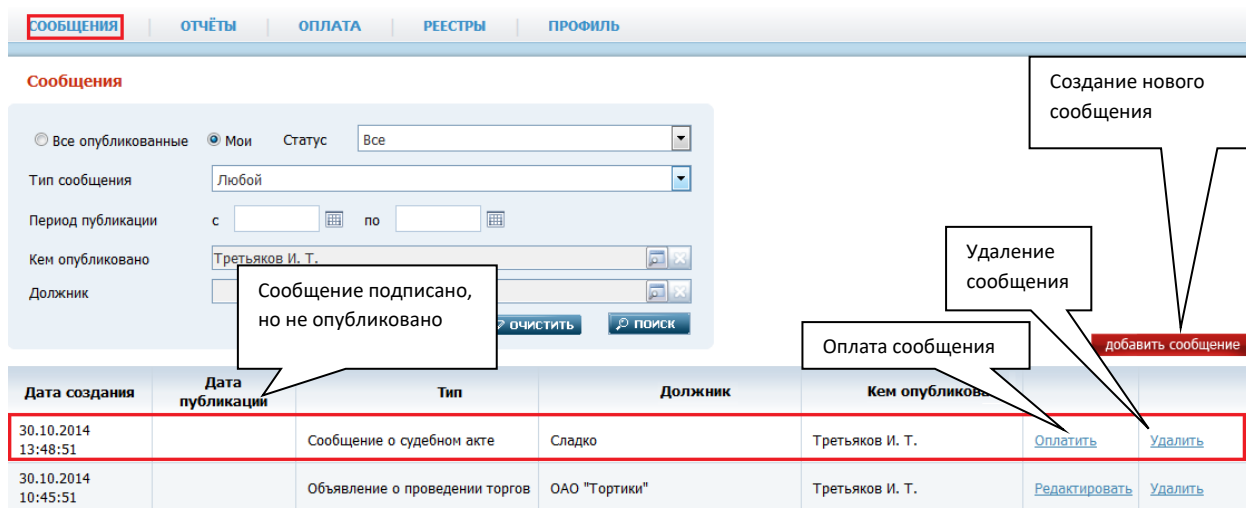 СООБЩЕНИЯ ОТЧЁТЫ ОПЛАТА РЕЕСТРЫ ПРОФИЛЬ
Сообщения
Создание нового
сообщения
Все опубликованные Мои Статус Все
Тип сообщения Любой
Период публикации с по
Кем опубликовано Третьяков И. Т.
Удаление
сообщения
Должник
Сообщение подписано,
но не опубликовано
ОЧИСТИТЬ ПОИСК
Оплата сообщения
добавить сообщение
Дата создания Дата публикации Тип Должник Кем опубликова
30.10.2014
13:48:51
Сообщение о судебном акте Сладко Третьяков И. Т. Оплатить Удалить
30.10.2014
10:45:51
Объявление о проведении торгов ОАО "Тортики" Третьяков И. Т. Редактировать Удалить